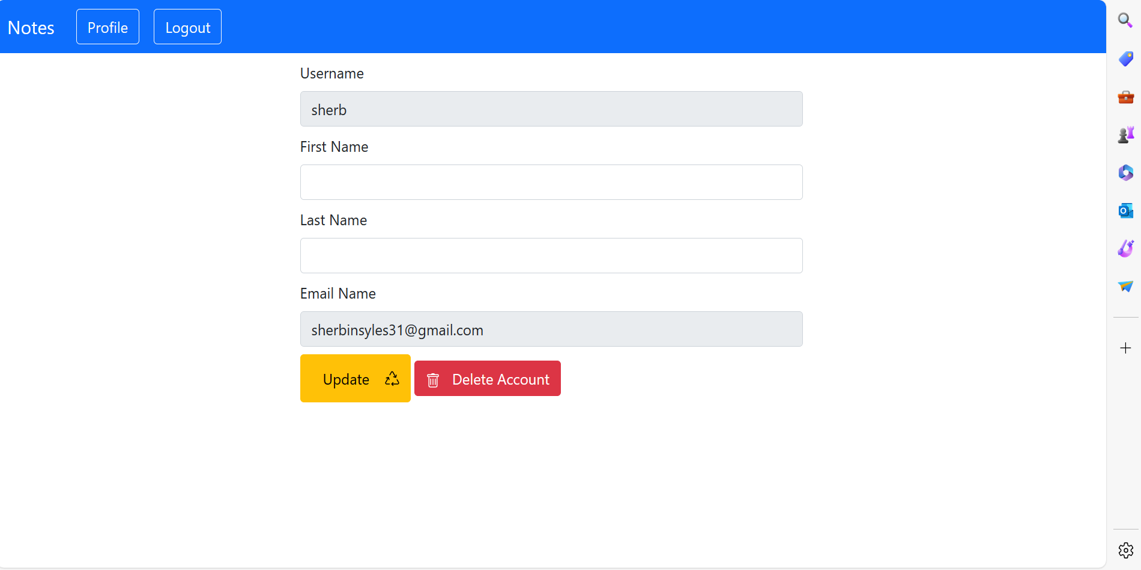 Notes Profile Logout
Username
sherb
First Name
Last Name
Email Name
sherbinsyles31@gmail.com
Update Delete Account